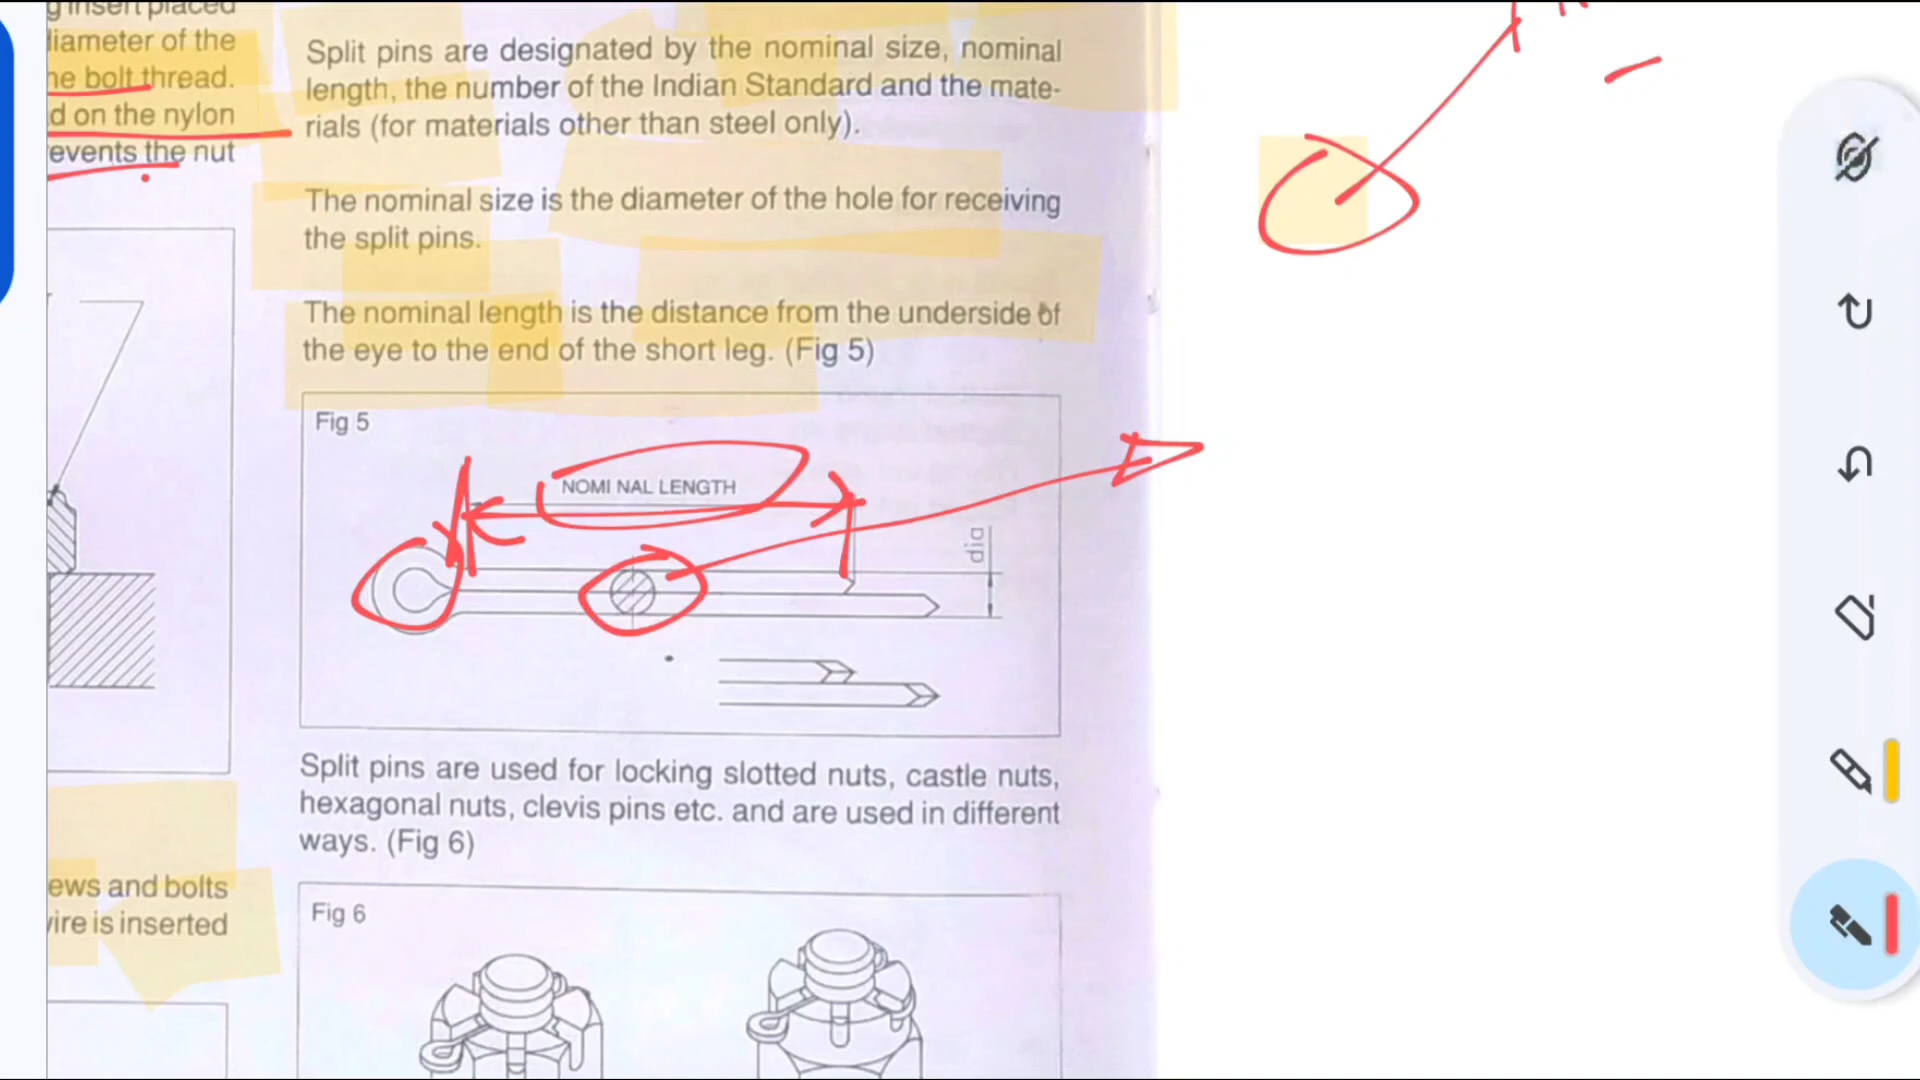 g insert placed
diameter of the
he bolt thread.
d on the nylon
events the nut
ews and bolts
ire is inserted
Split pins are designated by the nominal size, nominal
length, the number of the Indian Standard and the mate-
rials (for materials other than steel only).
The nominal size is the diameter of the hole for receiving
the split pins.
The nominal length is the distance from the underside of
the eye to the end of the short leg. (Fig 5)
Fig 5
NOMI NAL LENGTH
dia
Split pins are used for locking slotted nuts, castle nuts,
hexagonal nuts, clevis pins etc. and are used in different
ways. (Fig 6)
Fig 6